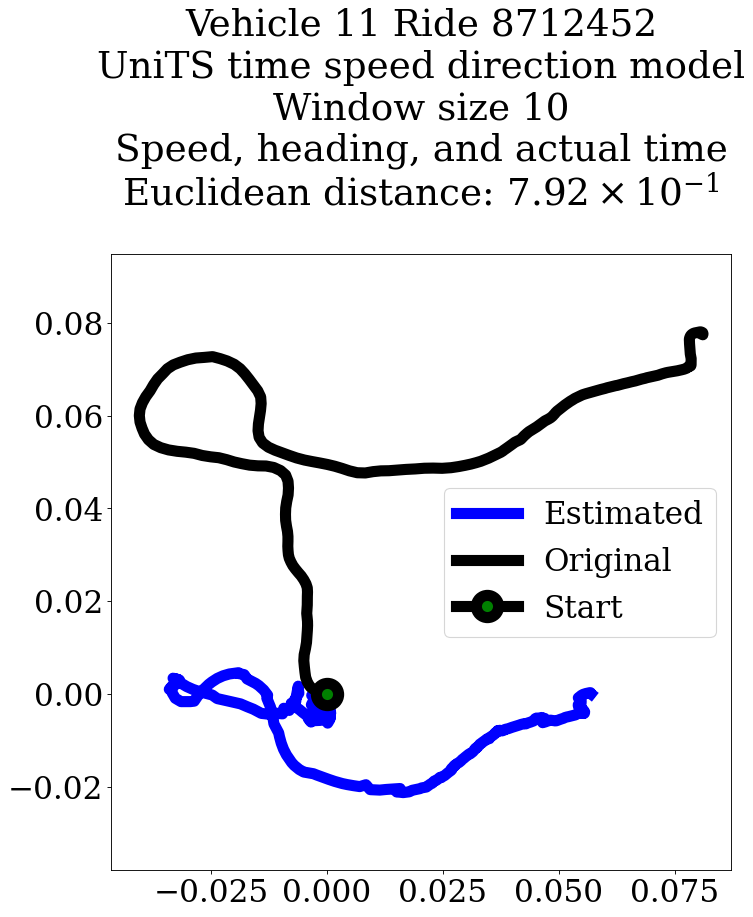 Vehicle 11 Ride 8712452
UniTS time speed direction model
Window size 10
Speed, heading, and actual time
Euclidean distance: 7.92 × 10⁻¹
0.08
0.06
0.04
0.02
0.00
−0.02
Estimated
Original
Start
−0.025 0.000 0.025 0.050 0.075